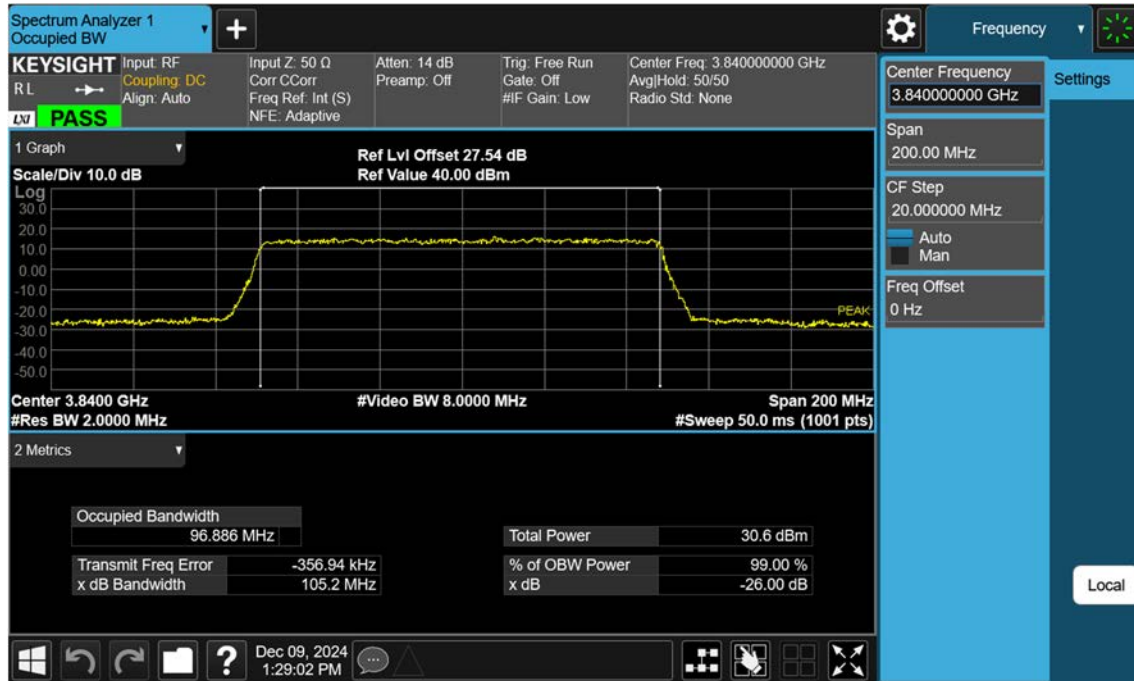 Spectrum Analyzer 1
Occupied BW
+
Frequency
KEYSIGHT
R L
LXI
PASS
Input: RF
Coupling: DC
Align: Auto
Input Z: 50 Ω
Corr CCorr
Freq Ref: Int (S)
NFE: Adaptive
Atten: 14 dB
Preamp: Off
Trig: Free Run
Gate: Off
#IF Gain: Low
Center Freq: 3.840000000 GHz
Avg|Hold: 50/50
Radio Std: None
1 Graph
Scale/Div 10.0 dB
Ref Lvl Offset 27.54 dB
Ref Value 40.00 dBm
Log
30.0
20.0
10.0
0.00
-10.0
-20.0
-30.0
-40.0
-50.0
PEAK
Center 3.8400 GHz
#Res BW 2.0000 MHz
#Video BW 8.0000 MHz
Span 200 MHz
#Sweep 50.0 ms (1001 pts)
2 Metrics
Occupied Bandwidth
96.886 MHz
Transmit Freq Error -356.94 kHz
x dB Bandwidth 105.2 MHz
Total Power 30.6 dBm
% of OBW Power 99.00 %
x dB -26.00 dB
Center Frequency
3.840000000 GHz
Span
200.00 MHz
CF Step
20.000000 MHz
Auto
Man
Freq Offset
0 Hz
Settings
Local
?
Dec 09, 2024
1:29:02 PM